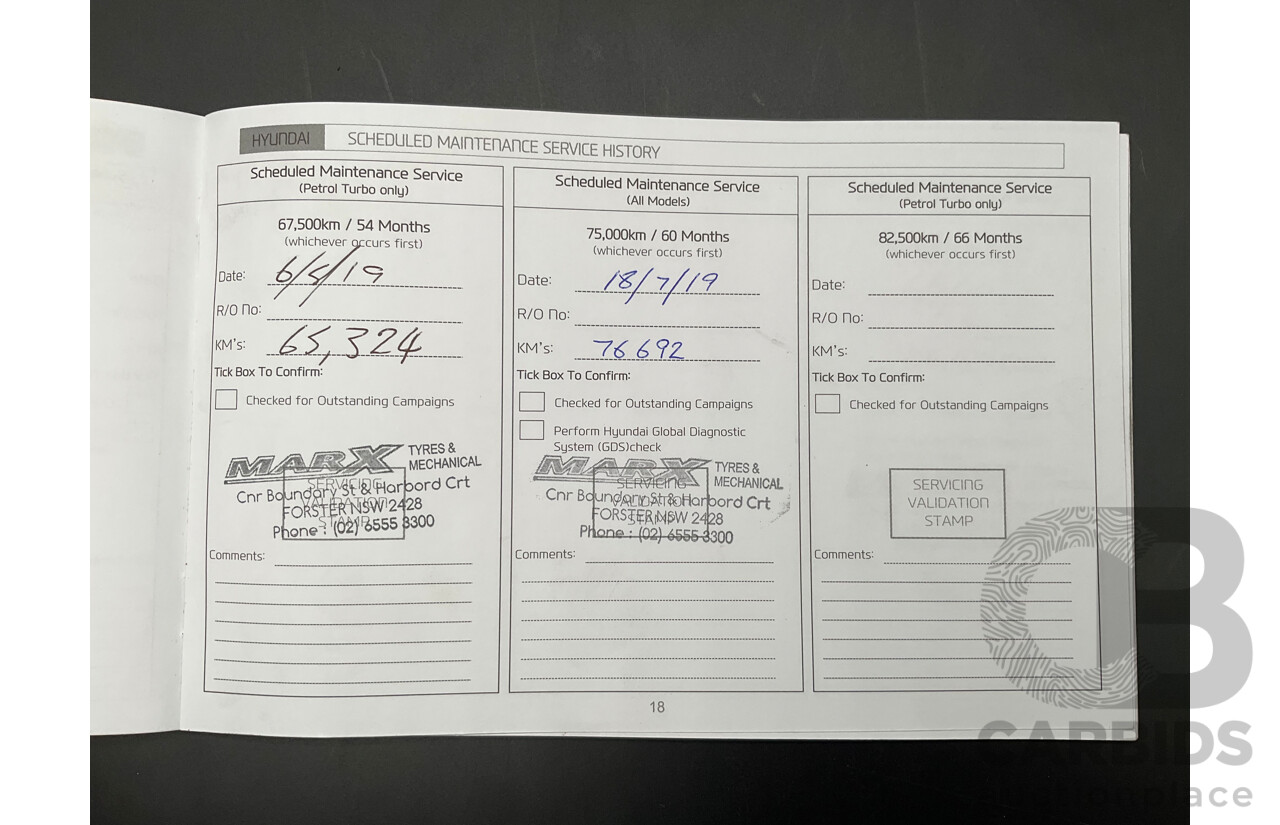 HYUNDAI SCHEDULED MAINTENANCE SERVICE HISTORY
Scheduled Maintenance Service
(Petrol Turbo only)
67,500km / 54 Months
(whichever occurs first)
Date: 6/5/19
R/O No:
KM's: 65,324
Tick Box To Confirm:
Checked for Outstanding Campaigns
MARX TYRES &
MECHANICAL
SERVICING
Cnr Boundary St & Harbord Crt
VALIDATION
FORSTER NSW 2428
STAMP
Phone : (02) 6555 3300
Comments:
Scheduled Maintenance Service
(All Models)
75,000km / 60 Months
(whichever occurs first)
Date: 18/7/19
R/O No:
KM's: 76692
Tick Box To Confirm:
Checked for Outstanding Campaigns
Perform Hyundai Global Diagnostic
System (GDS)check
MARX TYRES &
MECHANICAL
SERVICING
Cnr Boundary St & Harbord Crt
VALIDATION
FORSTER NSW 2428
STAMP
Phone : (02) 6555 3300
Comments:
Scheduled Maintenance Service
(Petrol Turbo only)
82,500km / 66 Months
(whichever occurs first)
Date:
R/O No:
KM's:
Tick Box To Confirm:
Checked for Outstanding Campaigns
SERVICING
VALIDATION
STAMP
Comments:
18
CARBIDS